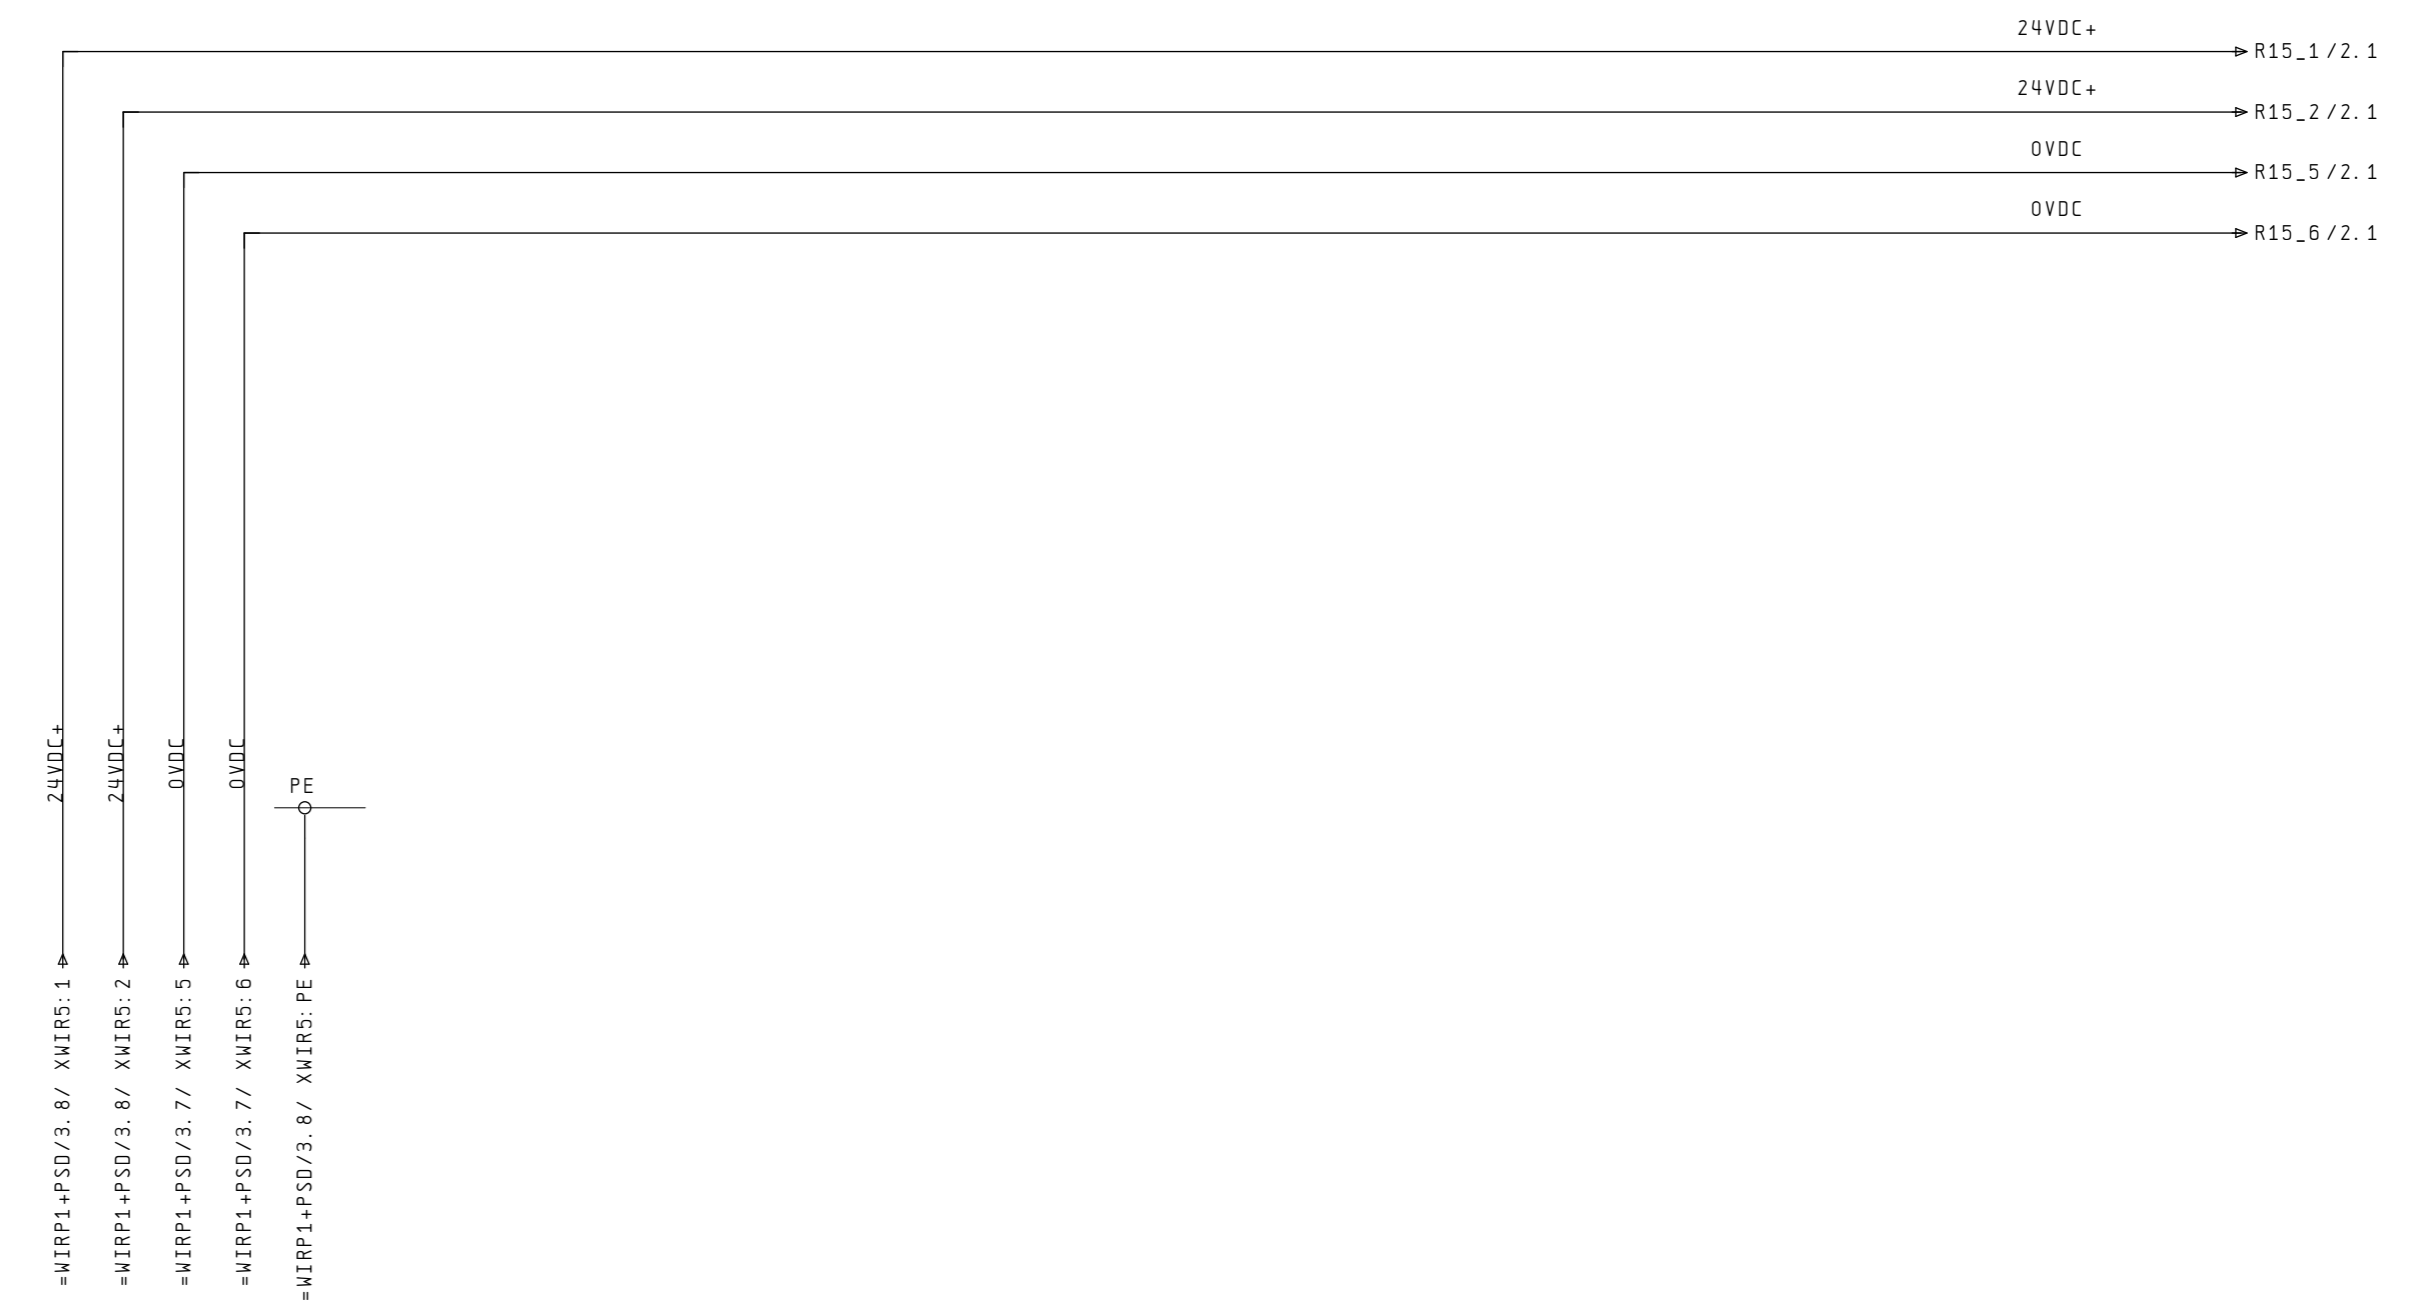 24VDC+
R15_1 /2.1
24VDC+
R15_2 /2.1
0VDC
R15_5 /2.1
0VDC
R15_6 /2.1
24VDC+
24VDC+
0VDC
0VDC
PE
=WIRP1+PSD/3.8/ XWIR5:1
=WIRP1+PSD/3.8/ XWIR5:2
=WIRP1+PSD/3.7/ XWIR5:5
=WIRP1+PSD/3.7/ XWIR5:6
=WIRP1+PSD/3.8/ XWIR5:PE